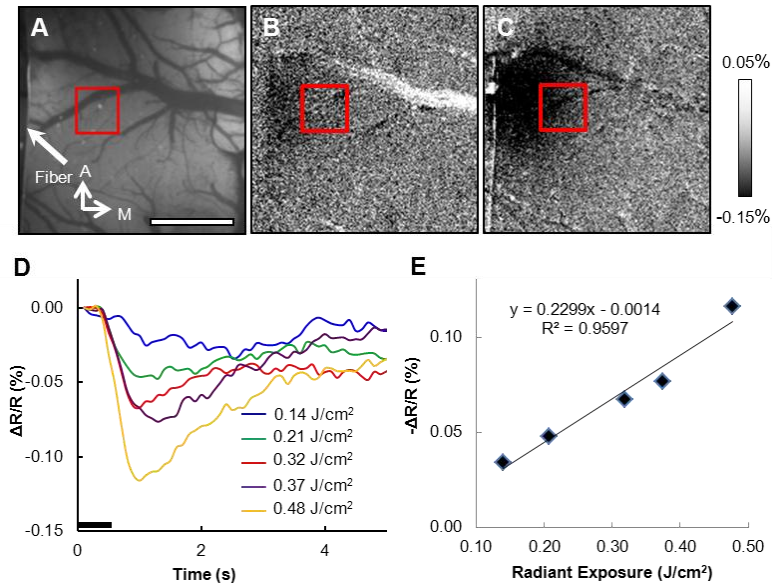 A
B
C
0.05%
-0.15%
Fiber
A
M
D
0.00
-0.05
-0.10
-0.15
ΔR/R (%)
0.14 J/cm²
0.21 J/cm²
0.32 J/cm²
0.37 J/cm²
0.48 J/cm²
0
2
4
Time (s)
E
y = 0.2299x - 0.0014
R² = 0.9597
0.10
0.05
0.00
-ΔR/R (%)
0.10
0.20
0.30
0.40
0.50
Radiant Exposure (J/cm²)